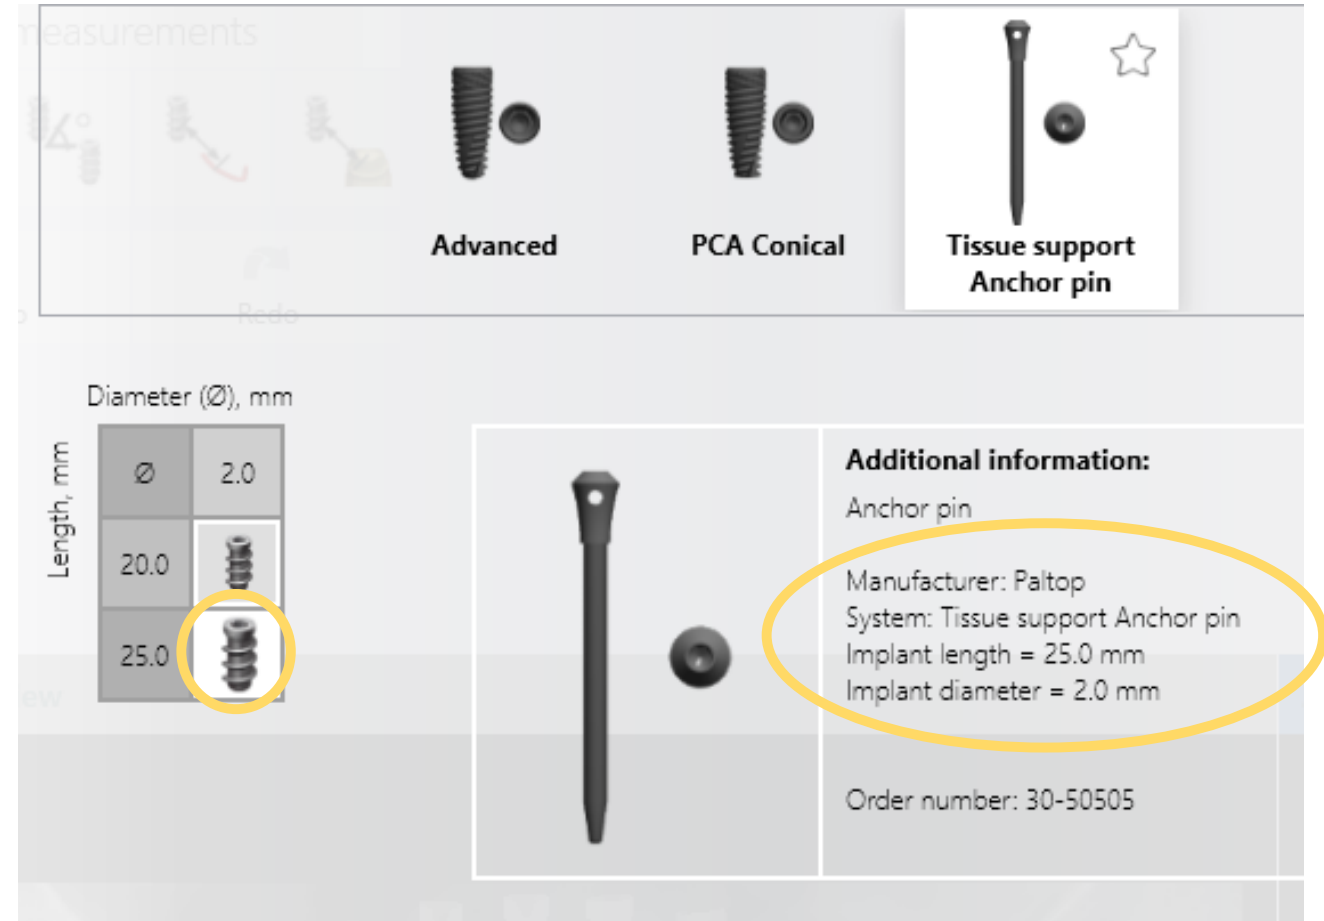 measurements
Advanced
PCA Conical
Tissue support
Anchor pin
Redo
Diameter (Ø), mm
Length, mm
Ø 2.0
20.0
25.0
Additional information:
Anchor pin
Manufacturer: Paltop
System: Tissue support Anchor pin
Implant length = 25.0 mm
Implant diameter = 2.0 mm
Order number: 30-50505